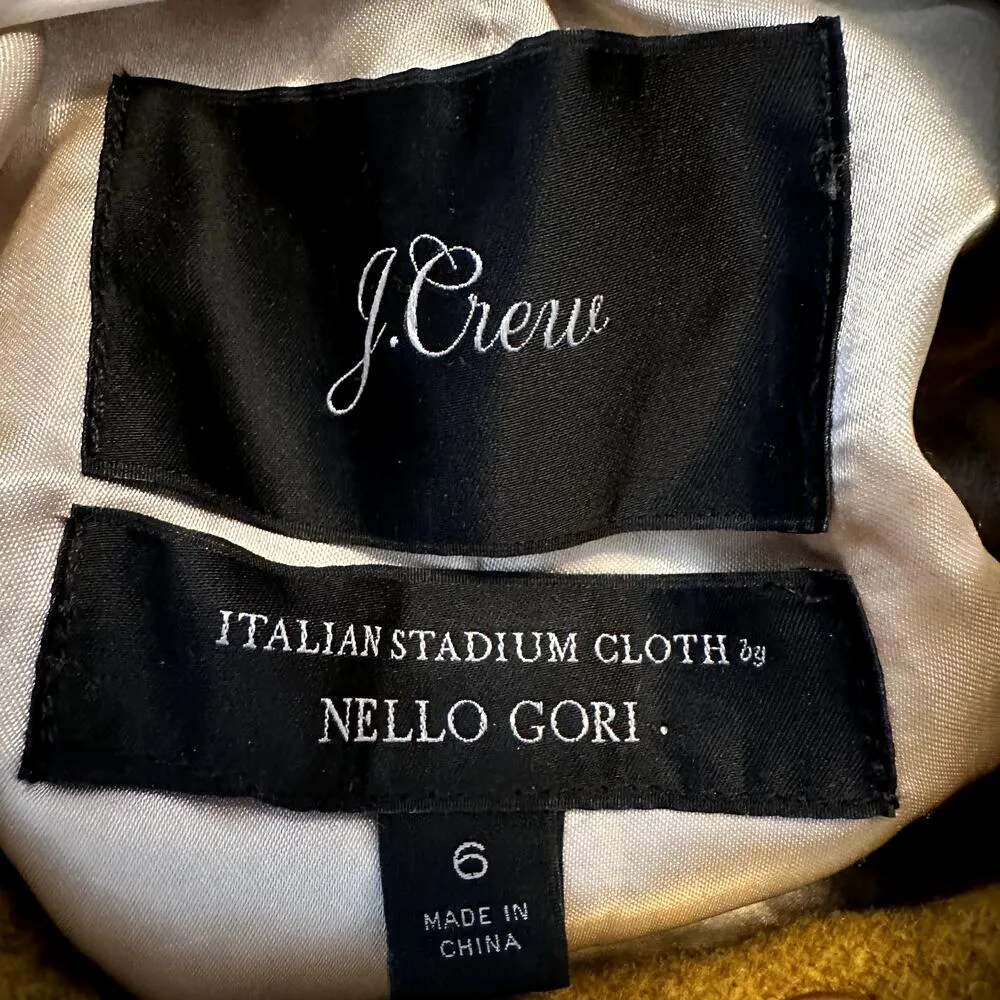 J.Crew
ITALIAN STADIUM CLOTH by
NELLO GORI.
6
MADE IN
CHINA